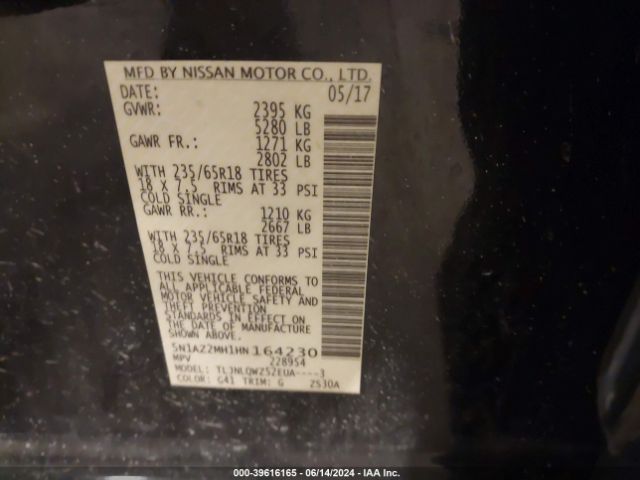 MFD BY NISSAN MOTOR CO., LTD.
DATE: 05/17
GVWR: 2395 KG
5280 LB
GAWR FR.: 1271 KG
2802 LB
WITH 235/65R18 TIRES
18 X 7.5 RIMS AT 33 PSI
COLD SINGLE
GAWR RR.: 1210 KG
2667 LB
WITH 235/65R18 TIRES
18 X 7.5 RIMS AT 33 PSI
COLD SINGLE
THIS VEHICLE CONFORMS TO
ALL APPLICABLE FEDERAL
MOTOR VEHICLE SAFETY AND
THEFT PREVENTION
STANDARDS IN EFFECT ON
THE DATE OF MANUFACTURE
SHOWN ABOVE.
5N1AZ2MH1HN164230
MPV 228954
MODEL: TLJNLQWZ52EUA----3
COLOR: G41 TRIM: G ZS30A
000-39616165 - 06/14/2024 - IAA Inc.